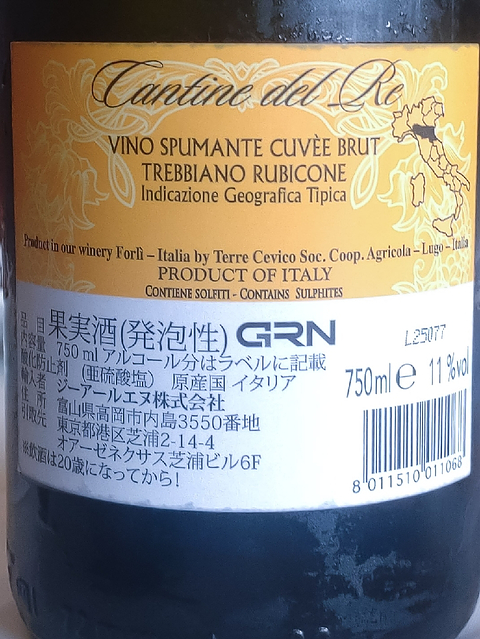 Cantine del Re
VINO SPUMANTE CUVÈE BRUT
TREBBIANO RUBICONE
Indicazione Geografica Tipica
Product in our winery Forlì – Italia by Terre Cevico Soc. Coop. Agricola – Lugo – Italia
PRODUCT OF ITALY
CONTIENE SOLFITI - CONTAINS SULPHITES
品目 果実酒(発泡性) GRN
内容量 750 ml アルコール分はラベルに記載
酸化防止剤 (亜硫酸塩) 原産国 イタリア
輸入者 ジーアールエヌ株式会社
住所 富山県高岡市内島3550番地
引取先 東京都港区芝浦2-14-4
オアーゼネクサス芝浦ビル6F
※飲酒は20歳になってから!
L25077
750ml e 11%vol
8 011510 011068